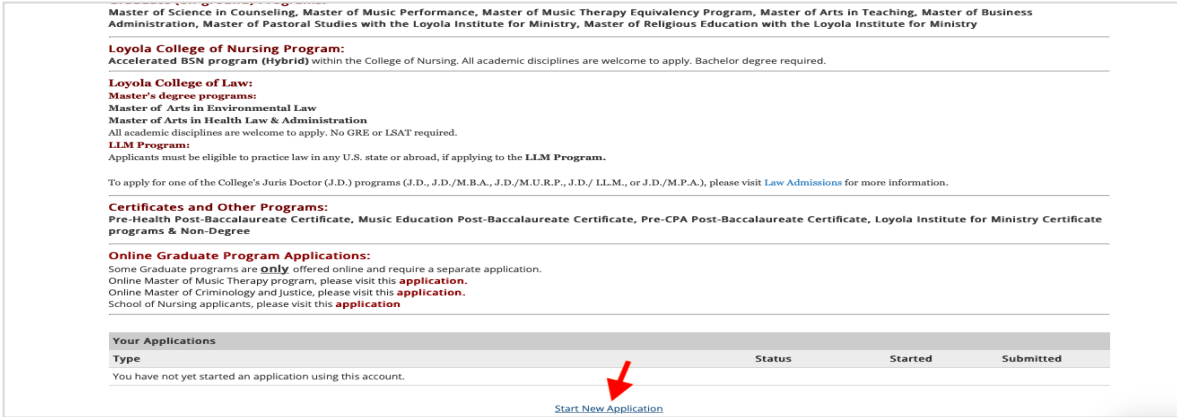 Master of Science in Counseling, Master of Music Performance, Master of Music Therapy Equivalency Program, Master of Arts in Teaching, Master of Business
Administration, Master of Pastoral Studies with the Loyola Institute for Ministry, Master of Religious Education with the Loyola Institute for Ministry
Loyola College of Nursing Program:
Accelerated BSN program (Hybrid) within the College of Nursing. All academic disciplines are welcome to apply. Bachelor degree required.
Loyola College of Law:
Master's degree programs:
Master of Arts in Environmental Law
Master of Arts in Health Law & Administration
All academic disciplines are welcome to apply. No GRE or LSAT required.
LLM Program:
Applicants must be eligible to practice law in any U.S. state or abroad, if applying to the LLM Program.
To apply for one of the College's Juris Doctor (J.D.) programs (J.D., J.D./M.B.A., J.D./M.U.R.P., J.D./ LL.M., or J.D./M.P.A.), please visit Law Admissions for more information.
Certificates and Other Programs:
Pre-Health Post-Baccalaureate Certificate, Music Education Post-Baccalaureate Certificate, Pre-CPA Post-Baccalaureate Certificate, Loyola Institute for Ministry Certificate
programs & Non-Degree
Online Graduate Program Applications:
Some Graduate programs are only offered online and require a separate application.
Online Master of Music Therapy program, please visit this application.
Online Master of Criminology and Justice, please visit this application.
School of Nursing applicants, please visit this application
Your Applications
Type Status Started Submitted
You have not yet started an application using this account.
Start New Application